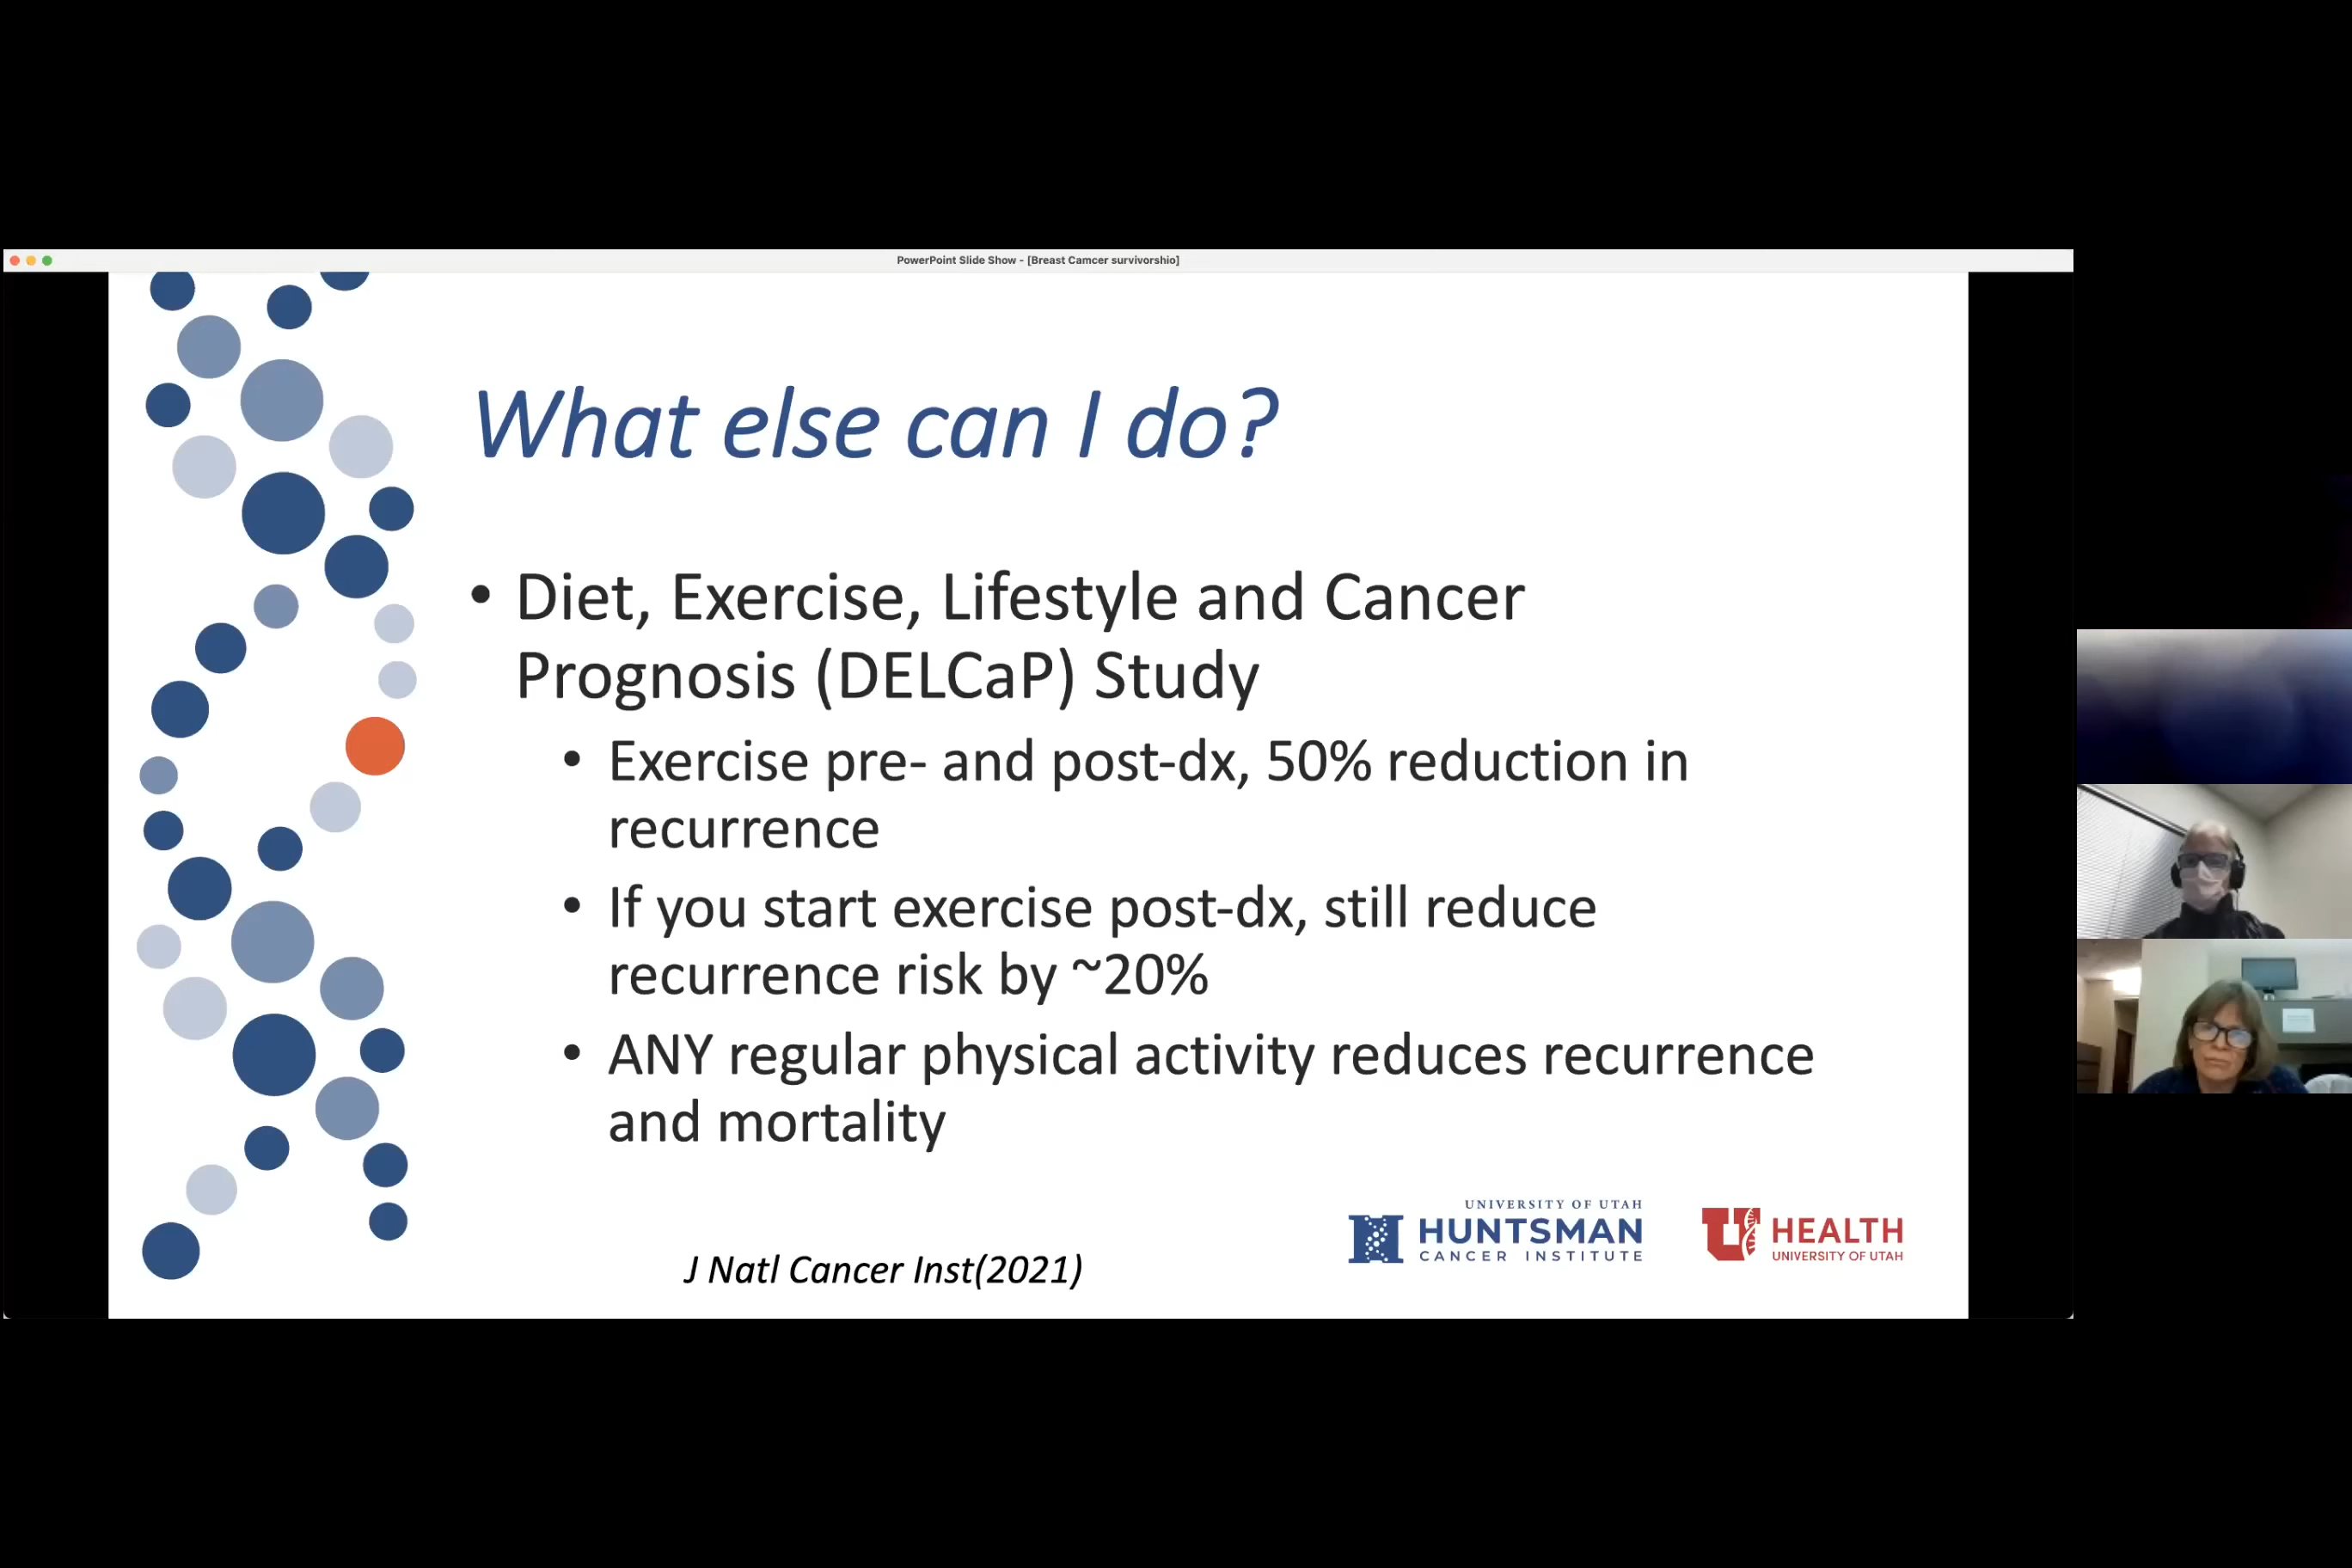 PowerPoint Slide Show - [Breast Camcer survivorshio]
What else can I do?
• Diet, Exercise, Lifestyle and Cancer
Prognosis (DELCaP) Study
• Exercise pre- and post-dx, 50% reduction in
recurrence
• If you start exercise post-dx, still reduce
recurrence risk by ~20%
• ANY regular physical activity reduces recurrence
and mortality
UNIVERSITY OF UTAH
HUNTSMAN
CANCER INSTITUTE
U HEALTH
UNIVERSITY OF UTAH
J Natl Cancer Inst(2021)